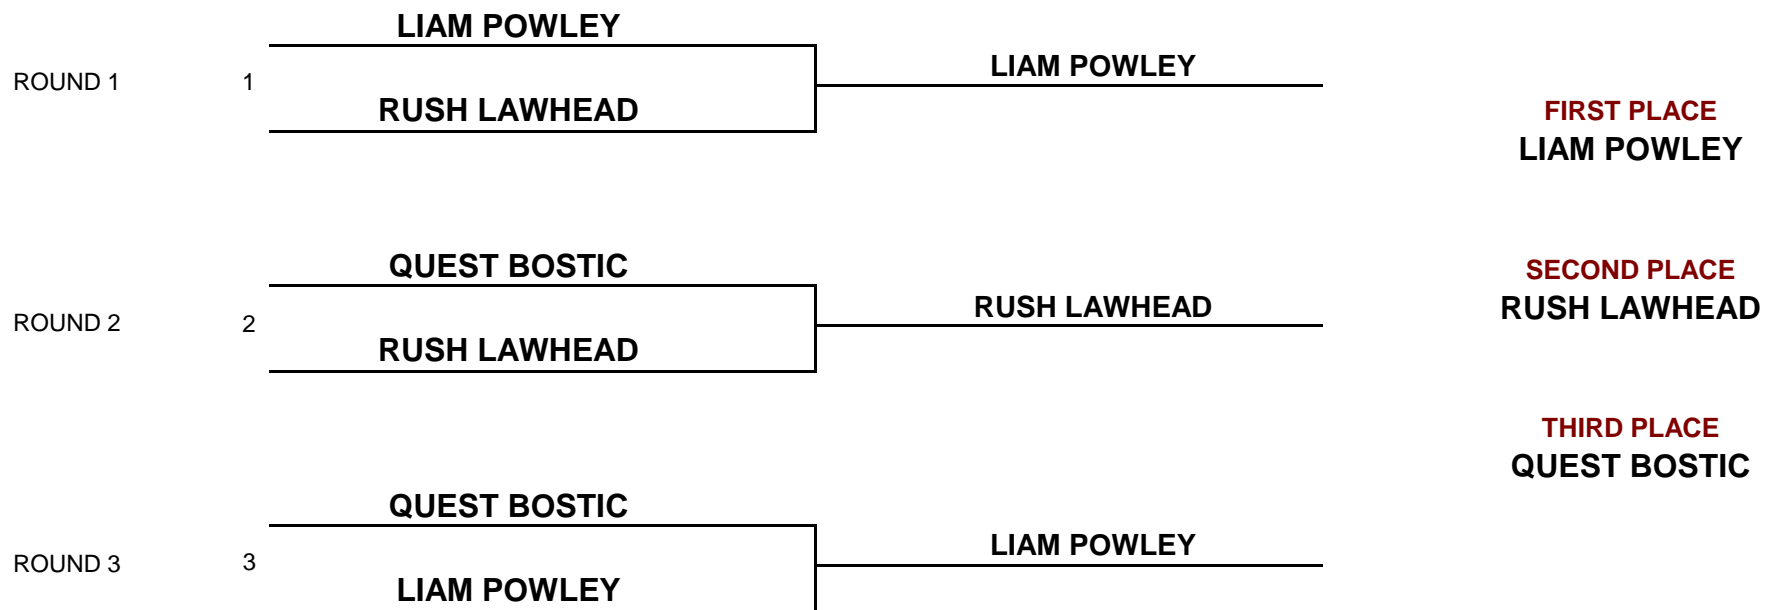 LIAM POWLEY
ROUND 1 1 LIAM POWLEY
RUSH LAWHEAD
FIRST PLACE
LIAM POWLEY
QUEST BOSTIC
ROUND 2 2 RUSH LAWHEAD
RUSH LAWHEAD
SECOND PLACE
RUSH LAWHEAD
THIRD PLACE
QUEST BOSTIC
QUEST BOSTIC
ROUND 3 3 LIAM POWLEY
LIAM POWLEY